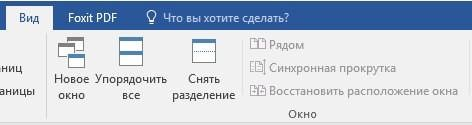 Вид Foxit PDF Что вы хотите сделать?
аниц
аницы
Новое окно
Упорядочить все
Снять разделение
Рядом
Синхронная прокрутка
Восстановить расположение окна
Окно